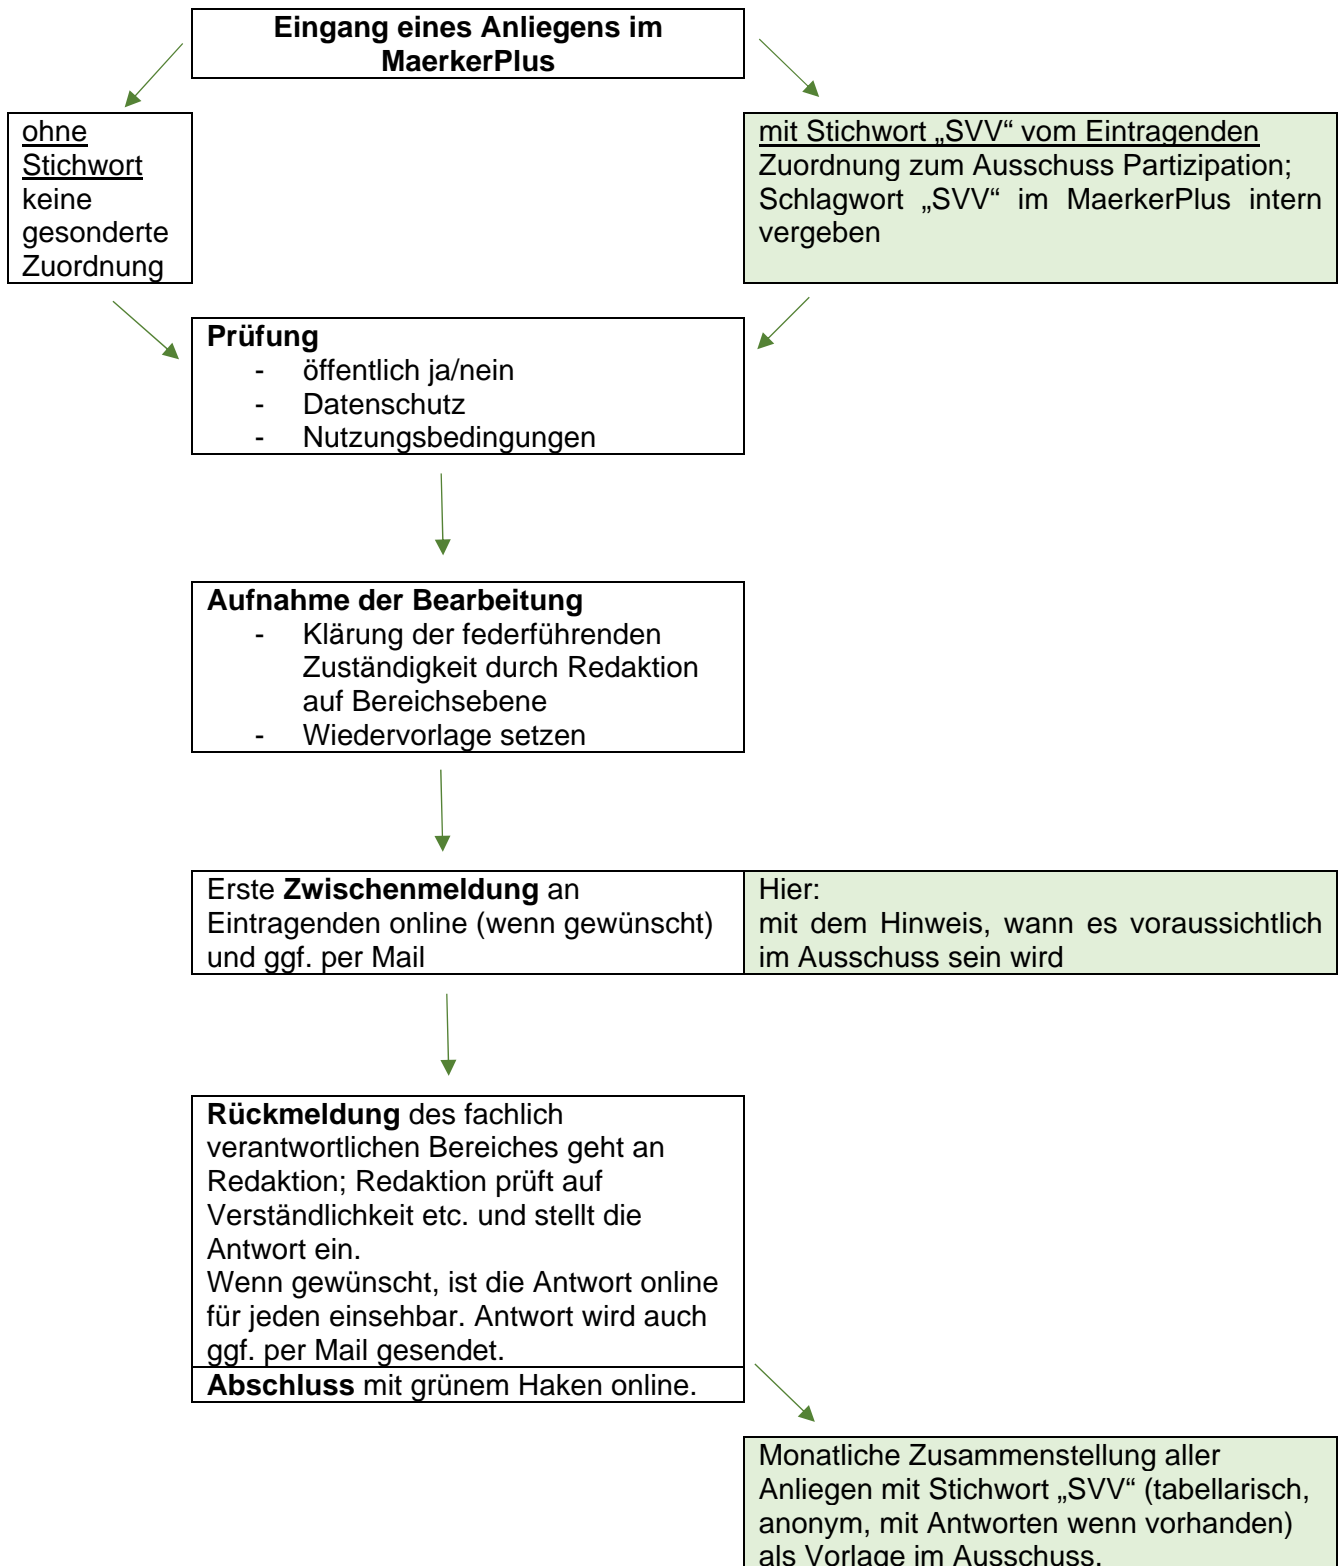 Eingang eines Anliegens im
MaerkerPlus
ohne
Stichwort
keine
gesonderte
Zuordnung
mit Stichwort „SVV“ vom Eintragenden
Zuordnung zum Ausschuss Partizipation;
Schlagwort „SVV“ im MaerkerPlus intern
vergeben
Prüfung
- öffentlich ja/nein
- Datenschutz
- Nutzungsbedingungen
Aufnahme der Bearbeitung
- Klärung der federführenden
Zuständigkeit durch Redaktion
auf Bereichsebene
- Wiedervorlage setzen
Erste Zwischenmeldung an
Eintragenden online (wenn gewünscht)
und ggf. per Mail
Hier:
mit dem Hinweis, wann es voraussichtlich
im Ausschuss sein wird
Rückmeldung des fachlich
verantwortlichen Bereiches geht an
Redaktion; Redaktion prüft auf
Verständlichkeit etc. und stellt die
Antwort ein.
Wenn gewünscht, ist die Antwort online
für jeden einsehbar. Antwort wird auch
ggf. per Mail gesendet.
Abschluss mit grünem Haken online.
Monatliche Zusammenstellung aller
Anliegen mit Stichwort „SVV“ (tabellarisch,
anonym, mit Antworten wenn vorhanden)
als Vorlage im Ausschuss.